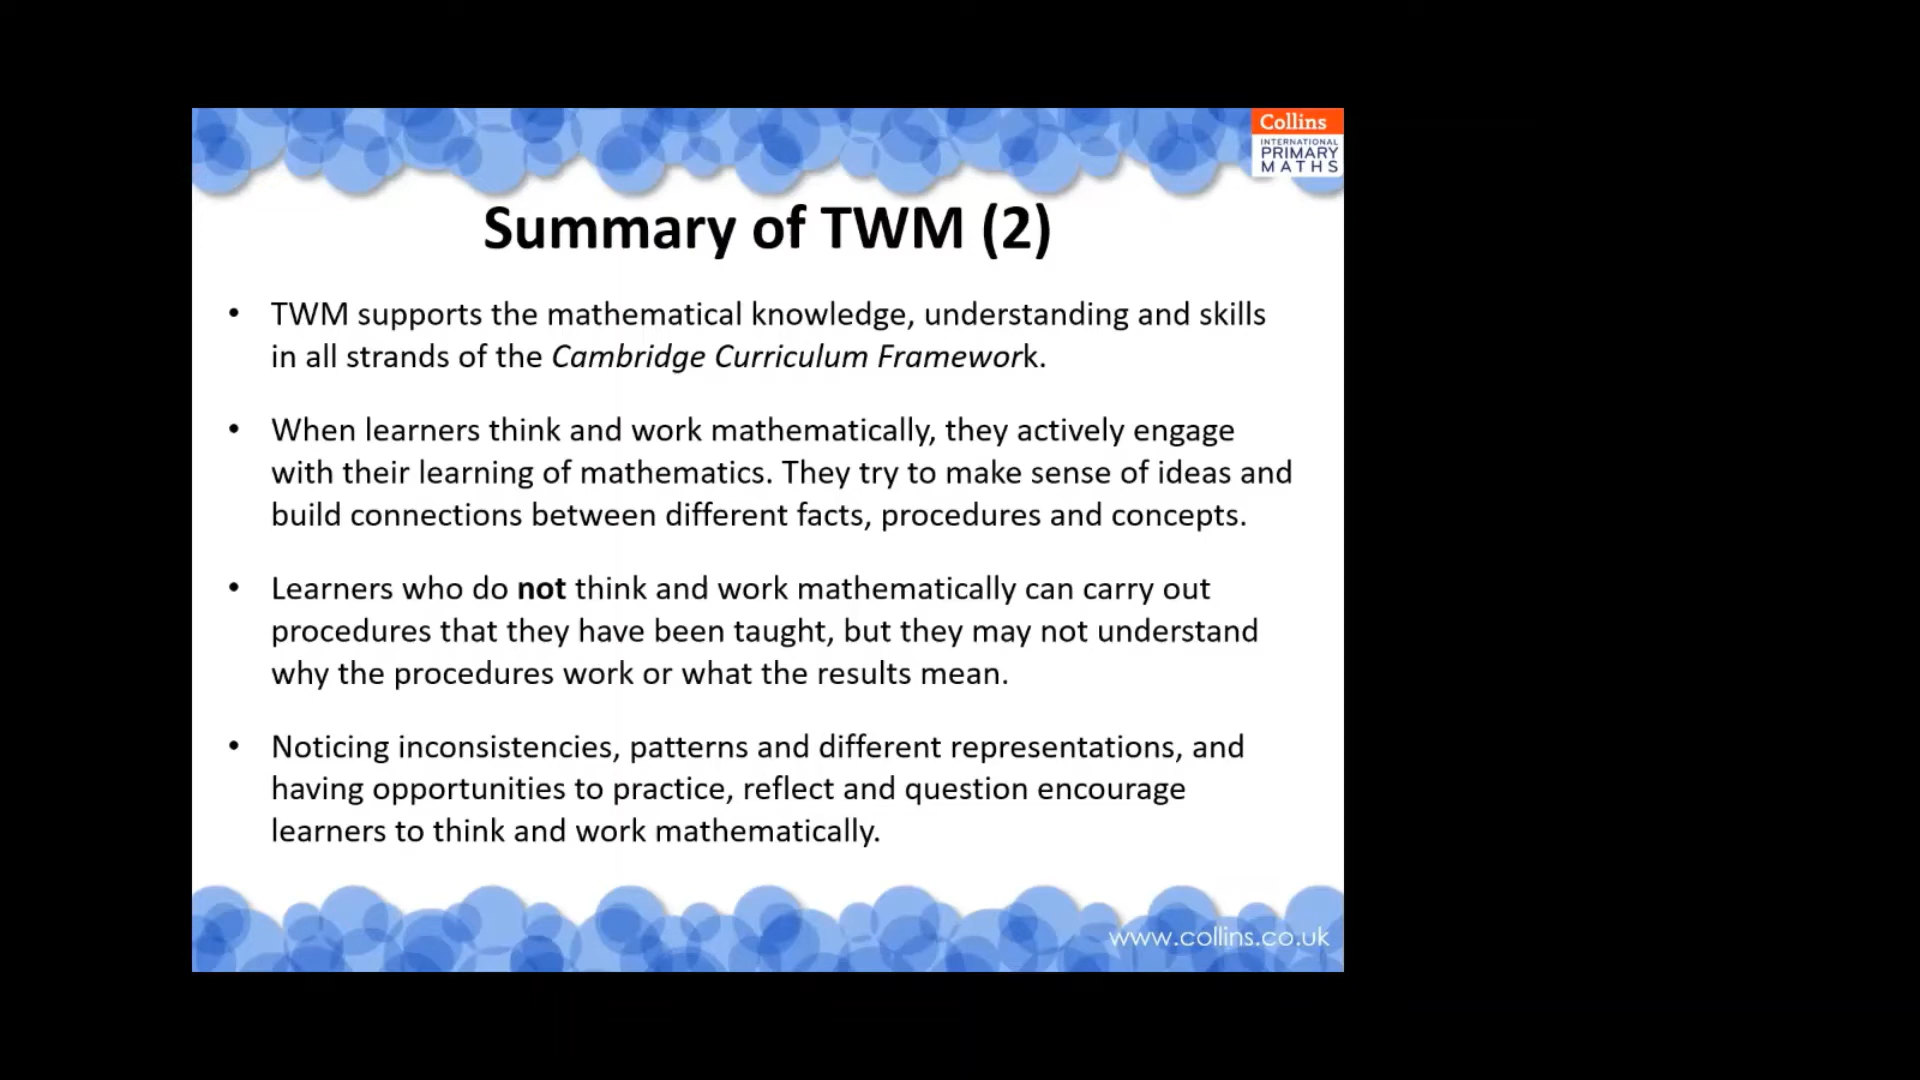 Collins
INTERNATIONAL
PRIMARY
MATHS
Summary of TWM (2)
• TWM supports the mathematical knowledge, understanding and skills
in all strands of the Cambridge Curriculum Framework.
• When learners think and work mathematically, they actively engage
with their learning of mathematics. They try to make sense of ideas and
build connections between different facts, procedures and concepts.
• Learners who do not think and work mathematically can carry out
procedures that they have been taught, but they may not understand
why the procedures work or what the results mean.
• Noticing inconsistencies, patterns and different representations, and
having opportunities to practice, reflect and question encourage
learners to think and work mathematically.
www.collins.co.uk